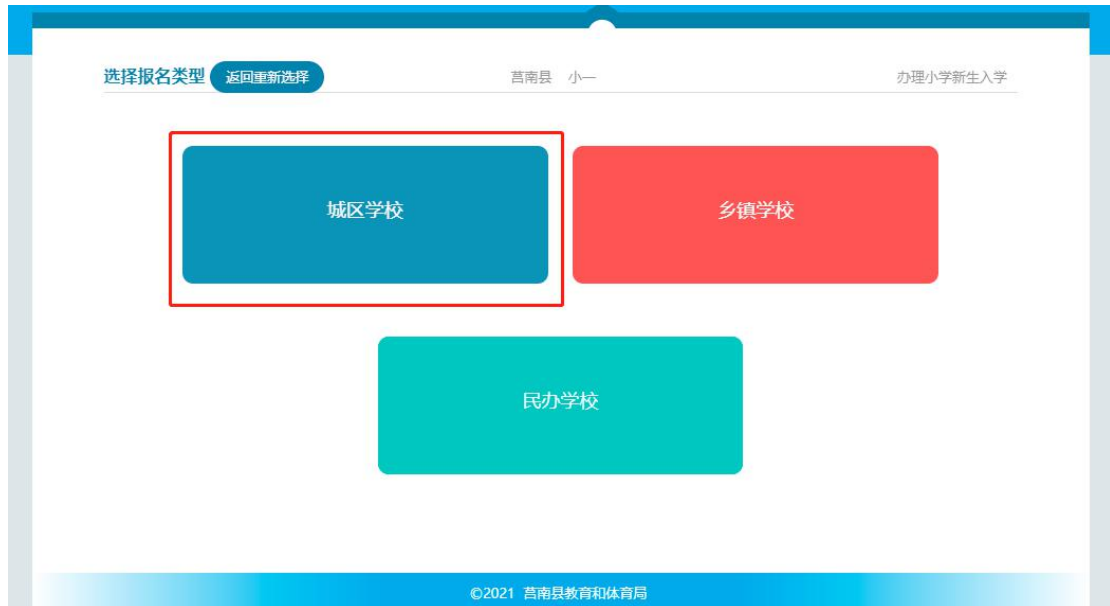 选择报名类型 返回重新选择 莒南县 小一 办理小学新生入学
城区学校 乡镇学校
民办学校
©2021 莒南县教育和体育局